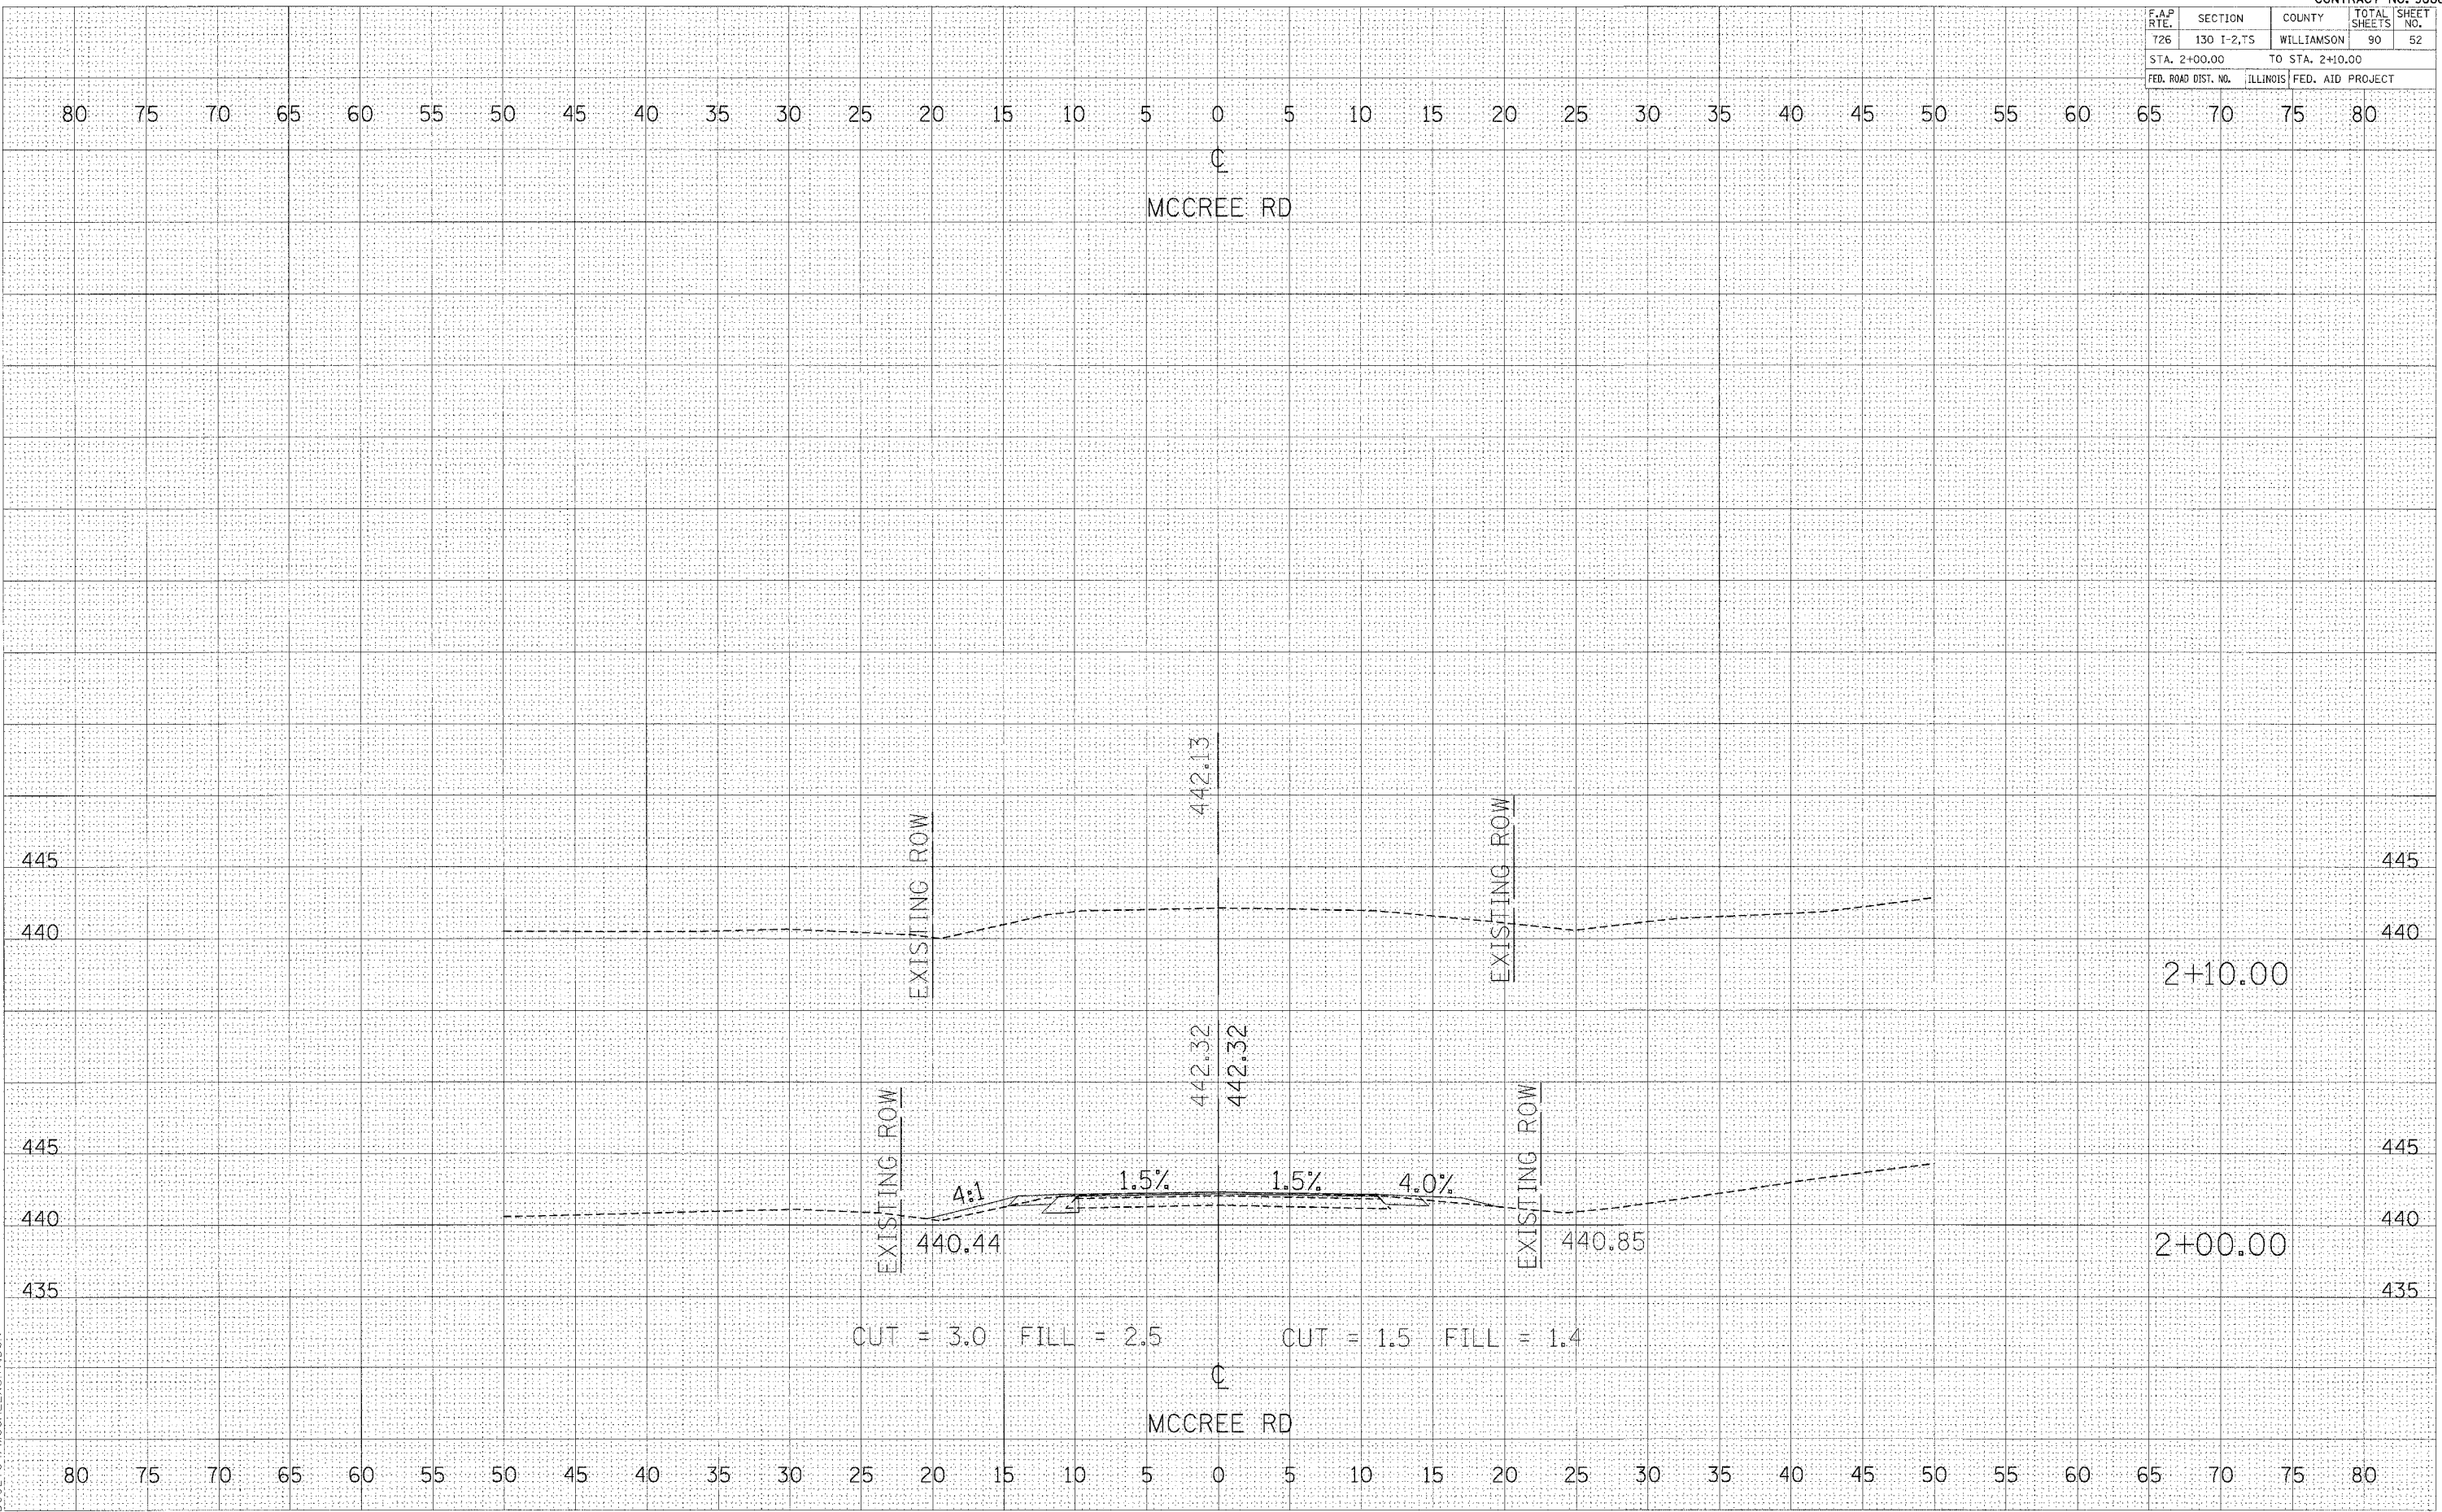 F.A.P RTE. SECTION COUNTY TOTAL SHEETS SHEET NO.
726 130 I-2,TS WILLIAMSON 90 52
STA. 2+00.00 TO STA. 2+10.00
FED. ROAD DIST. NO. ILLINOIS FED. AID PROJECT
80 75 70 65 60 55 50 45 40 35 30 25 20 15 10 5 0 5 10 15 20 25 30 35 40 45 50 55 60 65 70 75 80
℄
MCCREE RD
442.13
EXISTING ROW
EXISTING ROW
445 445
440 440
2+10.00
442.32 442.32
EXISTING ROW
EXISTING ROW
445 445
4:1 1.5% 1.5% 4.0%
440 440
440.44 440.85
2+00.00
435 435
CUT = 3.0 FILL = 2.5 CUT = 1.5 FILL = 1.4
℄
MCCREE RD
80 75 70 65 60 55 50 45 40 35 30 25 20 15 10 5 0 5 10 15 20 25 30 35 40 45 50 55 60 65 70 75 80